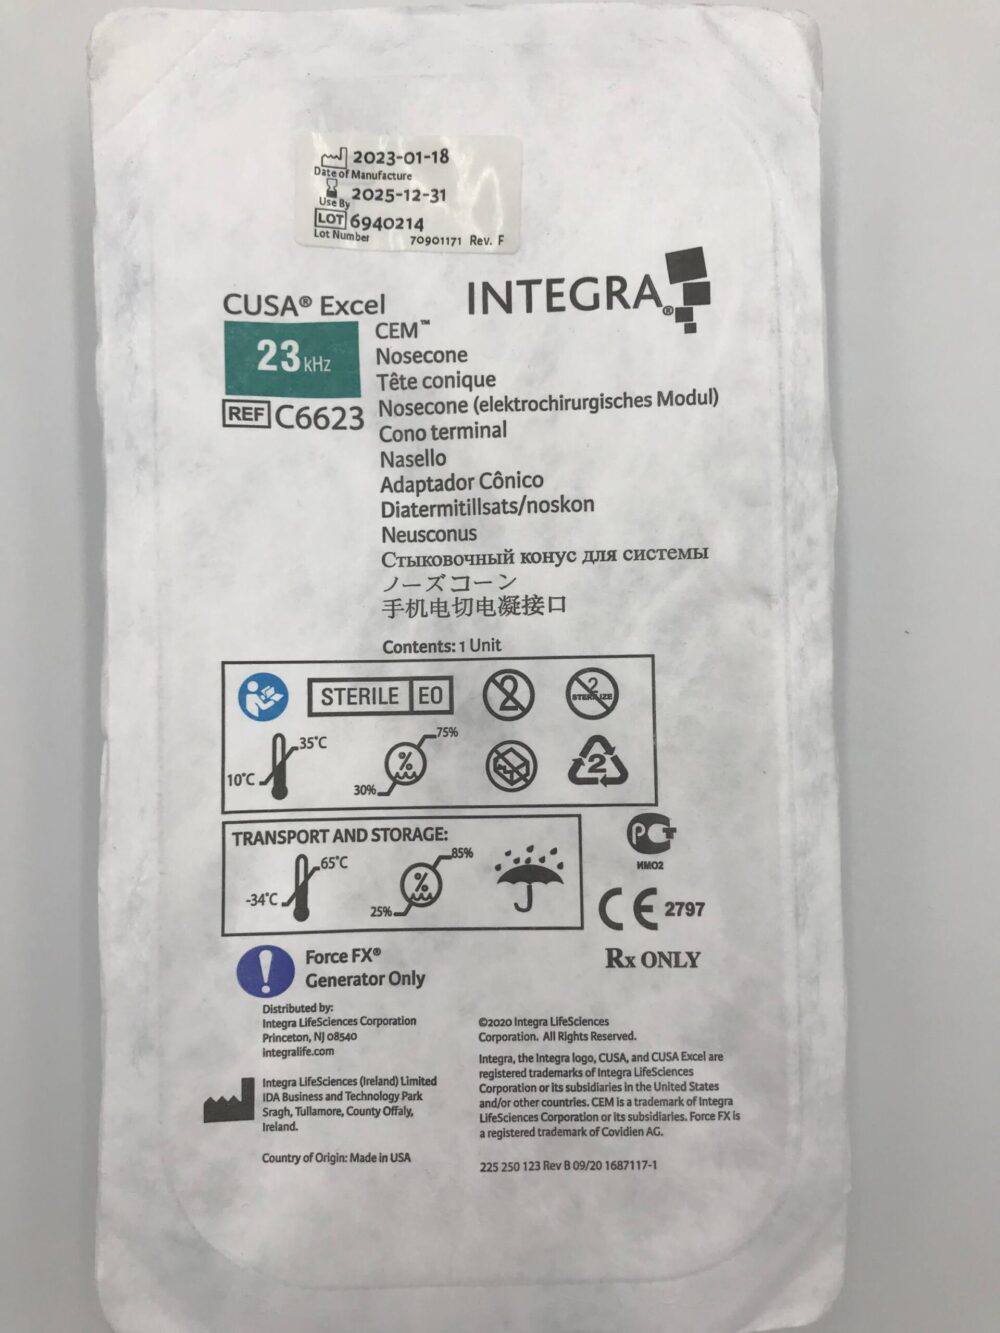 2023-01-18
Date of Manufacture
2025-12-31
Use By
LOT 6940214
Lot Number
70901171 Rev. F
INTEGRA®
CUSA® Excel
23 kHz
REF C6623
CEM™
Nosecone
Tête conique
Nosecone (elektrochirurgisches Modul)
Cono terminal
Nasello
Adaptador Cônico
Diatermitillsats/noskon
Neusconus
Стыковочный конус для системы
ノーズコーン
手机电切电凝接口
Contents: 1 Unit
STERILE EO
2
2 STERILIZE
35°C
10°C
75%
%
30%
2
TRANSPORT AND STORAGE:
65°C
-34°C
85%
%
25%
РСТ
ИМ02
CE 2797
Rx ONLY
! Force FX®
Generator Only
Distributed by:
Integra LifeSciences Corporation
Princeton, NJ 08540
integralife.com
Integra LifeSciences (Ireland) Limited
IDA Business and Technology Park
Sragh, Tullamore, County Offaly,
Ireland.
Country of Origin: Made in USA
©2020 Integra LifeSciences
Corporation. All Rights Reserved.
Integra, the Integra logo, CUSA, and CUSA Excel are
registered trademarks of Integra LifeSciences
Corporation or its subsidiaries in the United States
and/or other countries. CEM is a trademark of Integra
LifeSciences Corporation or its subsidiaries. Force FX is
a registered trademark of Covidien AG.
225 250 123 Rev B 09/20 1687117-1